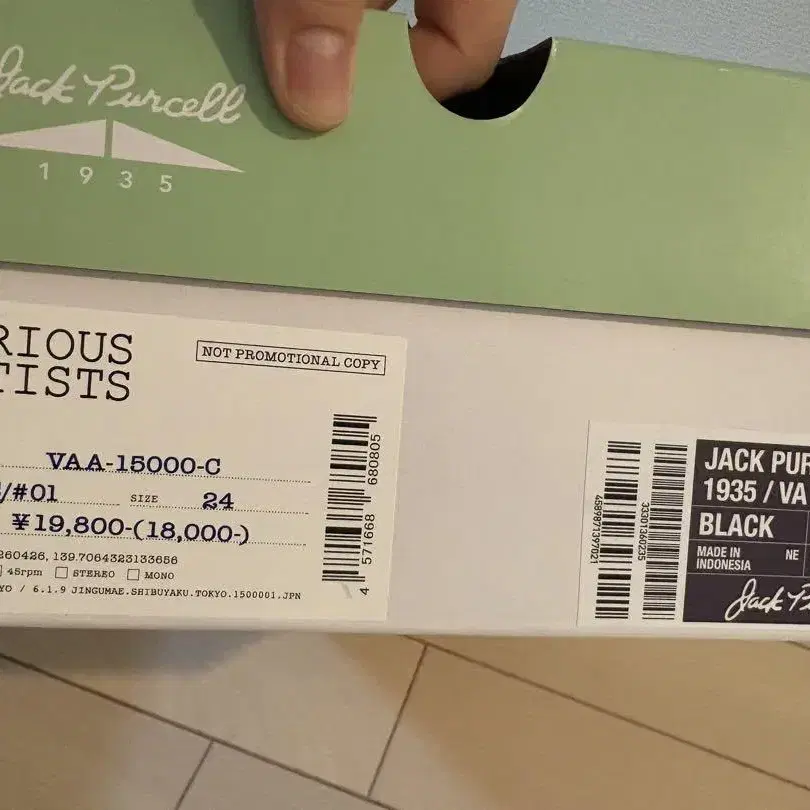 Jack Purcell
1935
RIOUS
TISTS
NOT PROMOTIONAL COPY
VAA-15000-C
/#01 SIZE 24
¥19,800-(18,000-)
260426, 139.7064323133656
45rpm STEREO MONO
YO / 6.1.9 JINGUMAE.SHIBUYAKU.TOKYO.1500001.JPN
4 571668 680805
4589871397021
33301360235
JACK PUR
1935 / VA
BLACK
MADE IN
INDONESIA
NE
Jack P